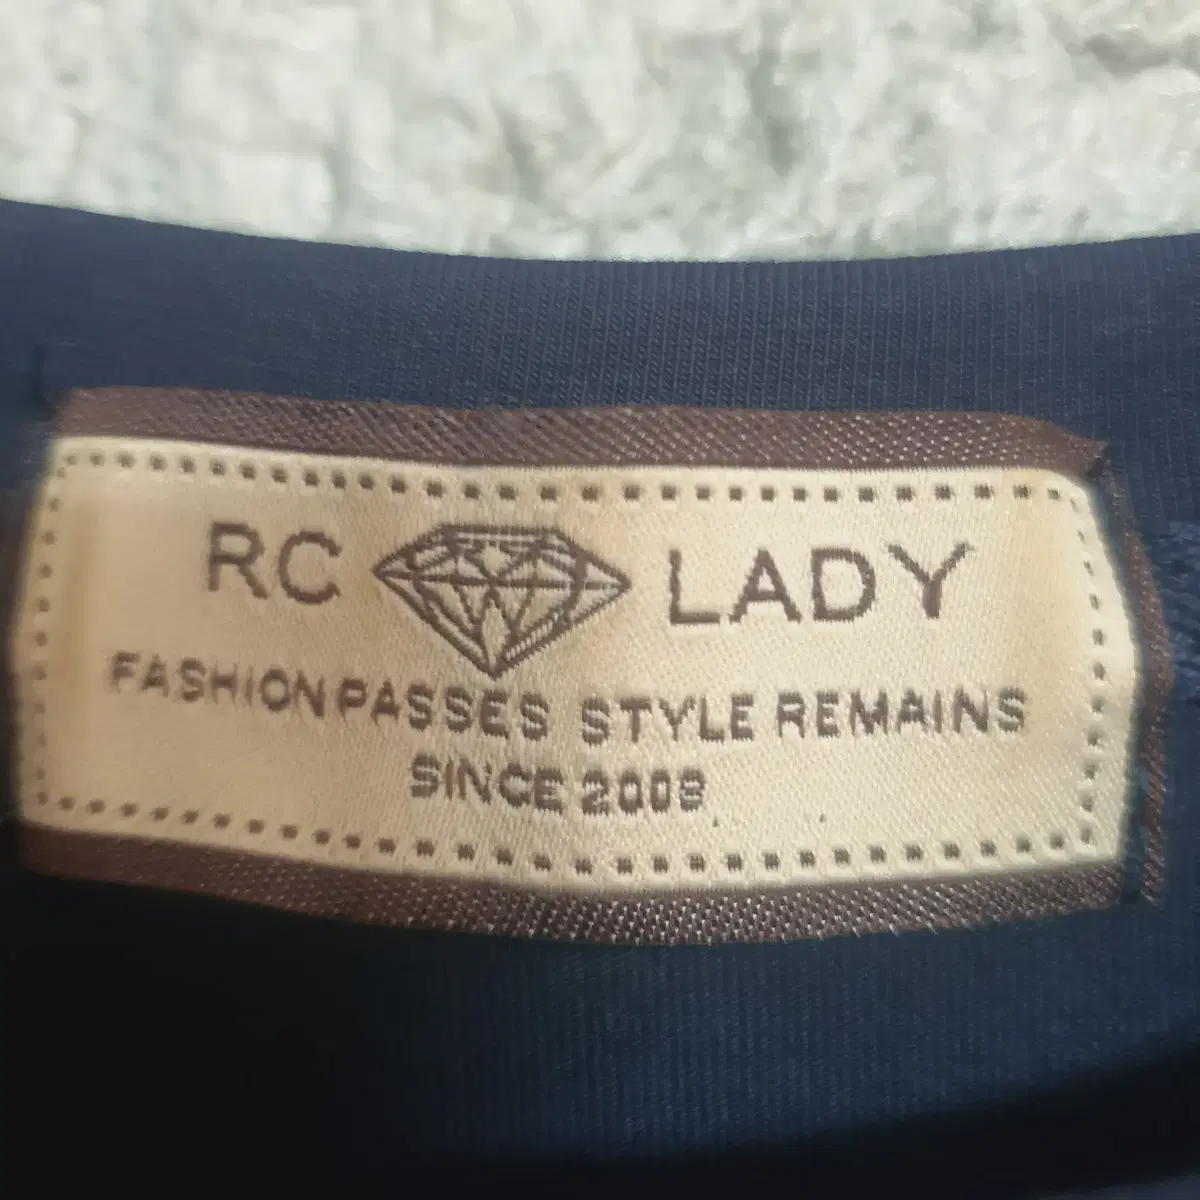 RC LADY
FASHION PASSES STYLE REMAINS
SINCE 2008